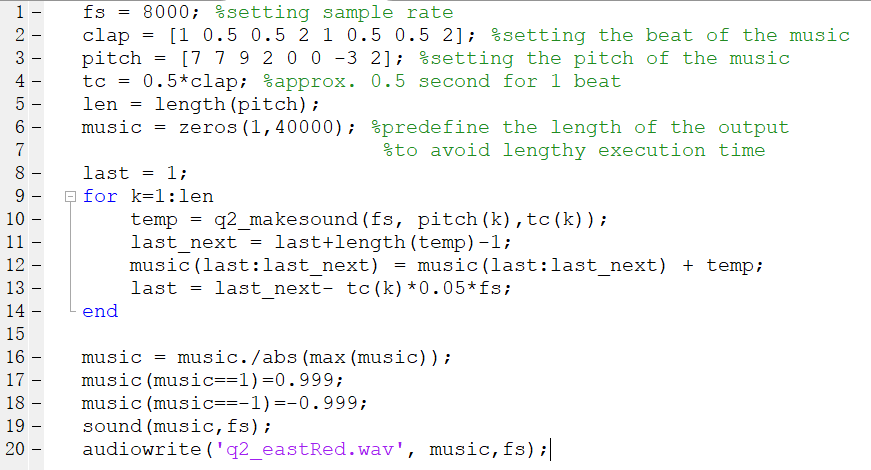 1 - fs = 8000; %setting sample rate
2 - clap = [1 0.5 0.5 2 1 0.5 0.5 2]; %setting the beat of the music
3 - pitch = [7 7 9 2 0 0 -3 2]; %setting the pitch of the music
4 - tc = 0.5*clap; %approx. 0.5 second for 1 beat
5 - len = length(pitch);
6 - music = zeros(1,40000); %predefine the length of the output
7 %to avoid lengthy execution time
8 - last = 1;
9 - for k=1:len
10 - temp = q2_makesound(fs, pitch(k),tc(k));
11 - last_next = last+length(temp)-1;
12 - music(last:last_next) = music(last:last_next) + temp;
13 - last = last_next- tc(k)*0.05*fs;
14 - end
15
16 - music = music./abs(max(music));
17 - music(music==1)=0.999;
18 - music(music==-1)=-0.999;
19 - sound(music,fs);
20 - audiowrite('q2_eastRed.wav', music,fs);